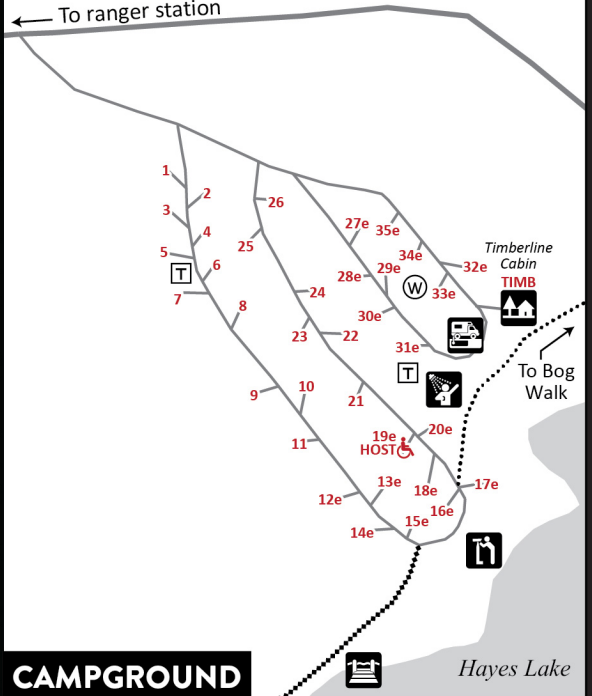 To ranger station
1
2
26
3
27e
35e
4
25
5
34e
Timberline
Cabin
6
T
28e
29e
W
32e
TIMB
7
24
33e
8
30e
23
22
31e
To Bog
Walk
T
10
9
21
20e
19e
HOST
11
13e
18e
17e
12e
16e
15e
14e
CAMPGROUND
Hayes Lake